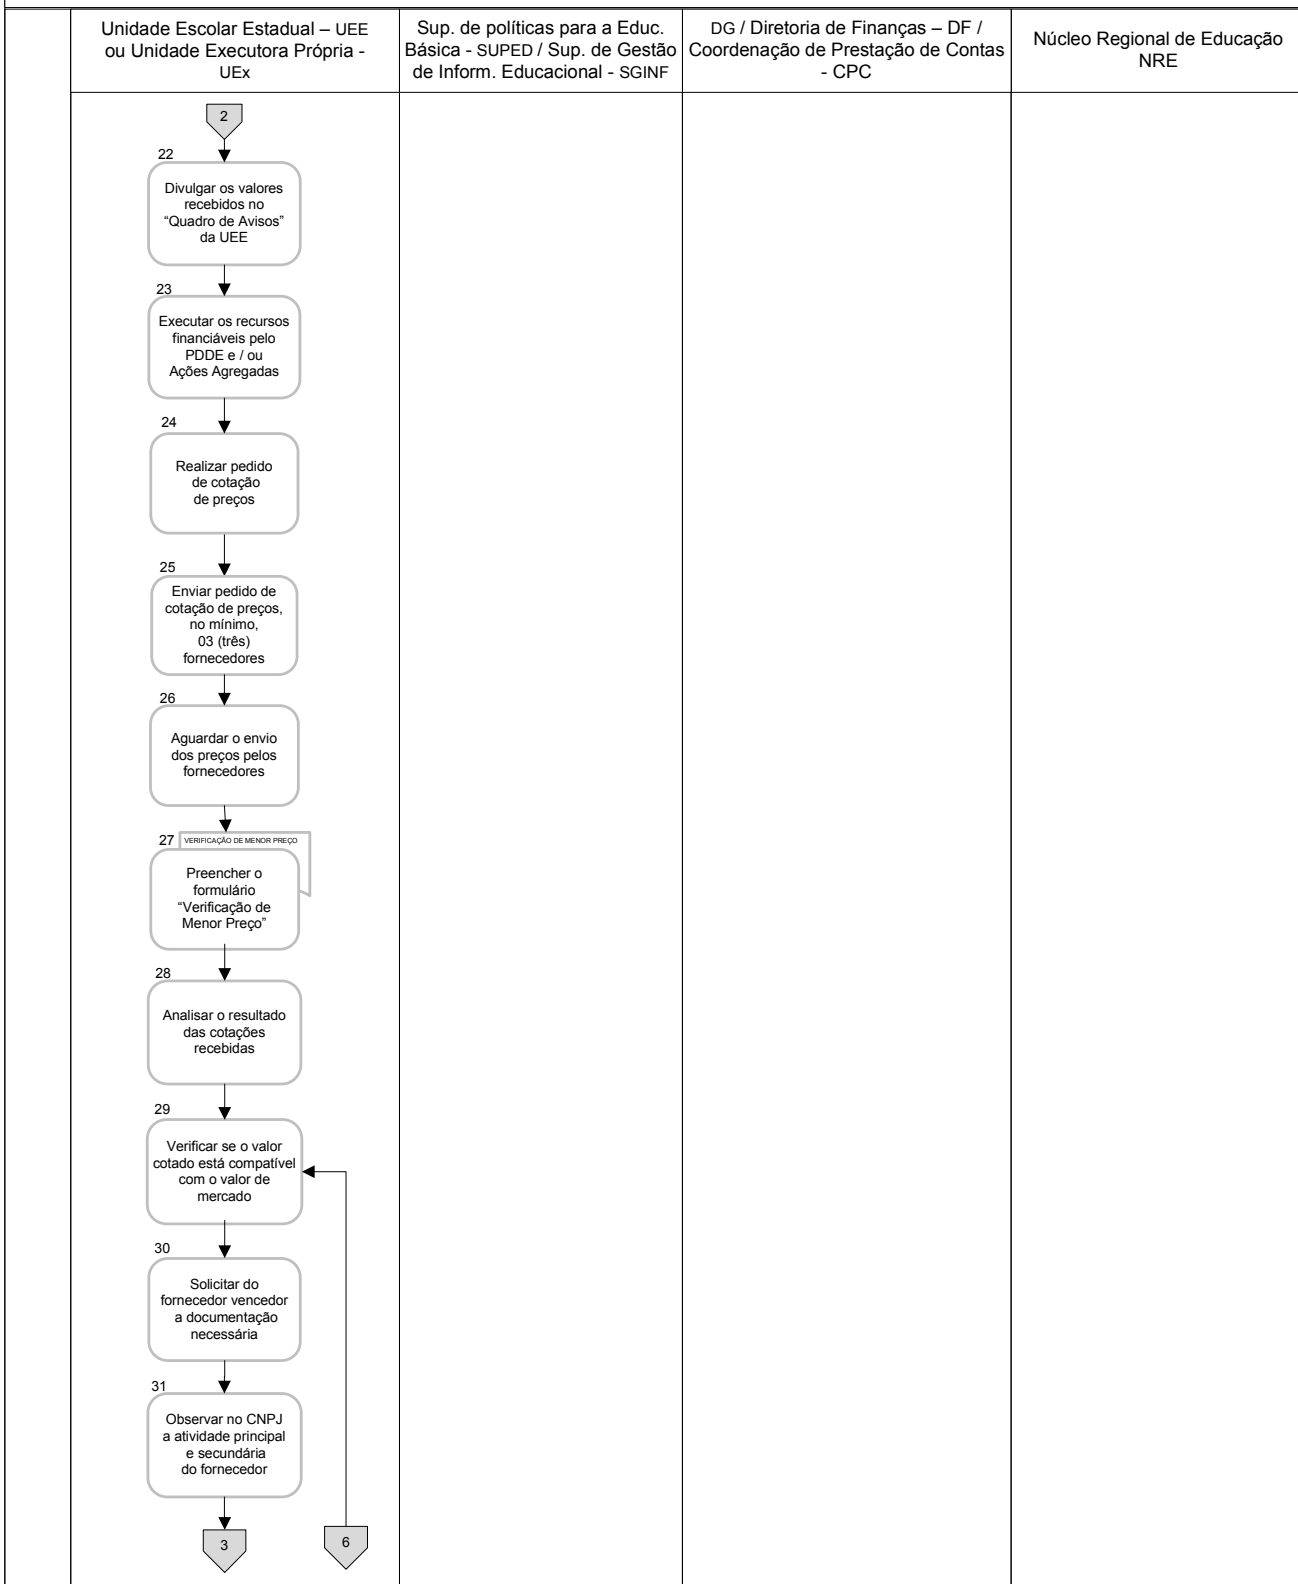 Unidade Escolar Estadual – UEE
ou Unidade Executora Própria -
UEx
Sup. de políticas para a Educ.
Básica - SUPED / Sup. de Gestão
de Inform. Educacional - SGINF
DG / Diretoria de Finanças – DF /
Coordenação de Prestação de Contas
- CPC
Núcleo Regional de Educação
NRE
2
22
Divulgar os valores
recebidos no
“Quadro de Avisos”
da UEE
23
Executar os recursos
financiáveis pelo
PDDE e / ou
Ações Agregadas
24
Realizar pedido
de cotação
de preços
25
Enviar pedido de
cotação de preços,
no mínimo,
03 (três)
fornecedores
26
Aguardar o envio
dos preços pelos
fornecedores
27
VERIFICAÇÃO DE MENOR PREÇO
Preencher o
formulário
“Verificação de
Menor Preço”
28
Analisar o resultado
das cotações
recebidas
29
Verificar se o valor
cotado está compatível
com o valor de
mercado
30
Solicitar do
fornecedor vencedor
a documentação
necessária
31
Observar no CNPJ
a atividade principal
e secundária
do fornecedor
3
6